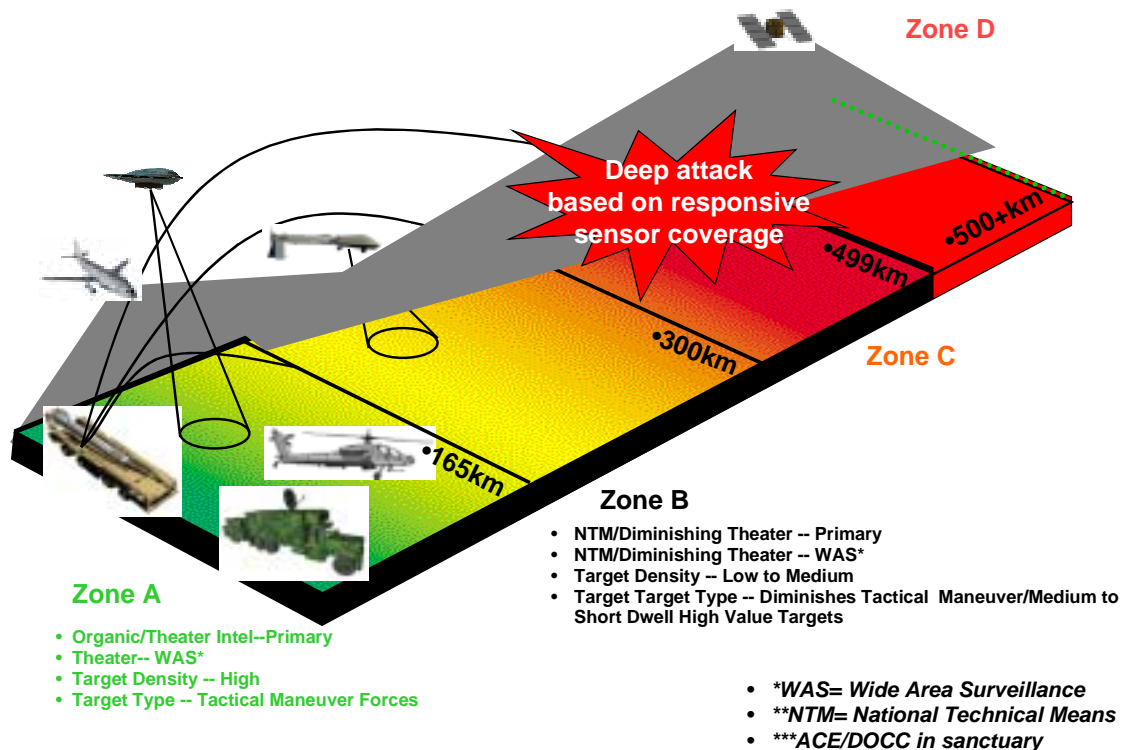 Zone D
Deep attack
based on responsive
sensor coverage
•500+km
•499km
•300km
Zone C
•165km
Zone B
• NTM/Diminishing Theater -- Primary
• NTM/Diminishing Theater -- WAS*
• Target Density -- Low to Medium
• Target Target Type -- Diminishes Tactical Maneuver/Medium to
Short Dwell High Value Targets
Zone A
• Organic/Theater Intel--Primary
• Theater-- WAS*
• Target Density -- High
• Target Type -- Tactical Maneuver Forces
• *WAS= Wide Area Surveillance
• **NTM= National Technical Means
• ***ACE/DOCC in sanctuary